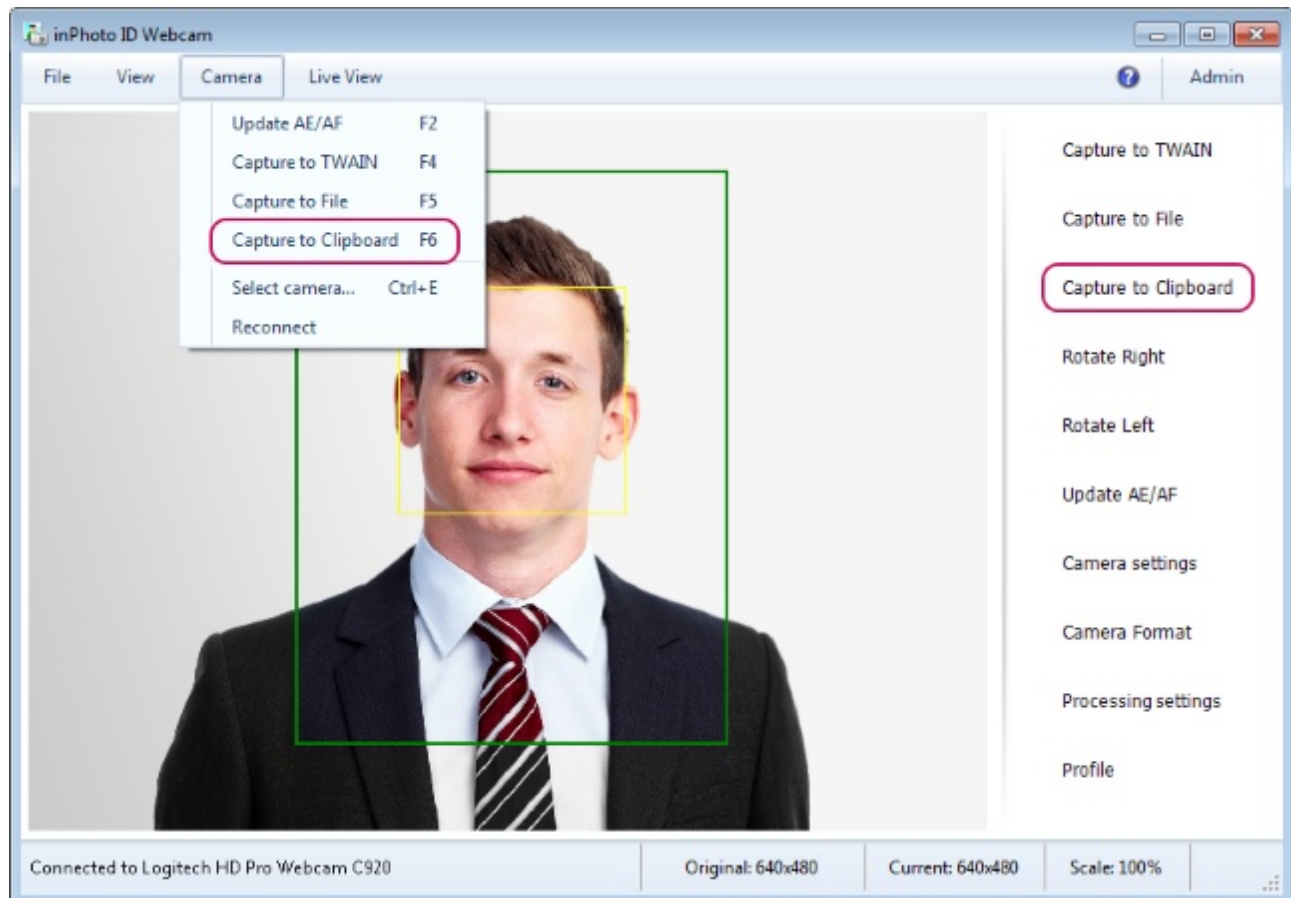 inPhoto ID Webcam
File View Camera Live View Admin
Update AE/AF F2
Capture to TWAIN F4
Capture to File F5
Capture to Clipboard F6
Select camera... Ctrl+E
Reconnect
Capture to TWAIN
Capture to File
Capture to Clipboard
Rotate Right
Rotate Left
Update AE/AF
Camera settings
Camera Format
Processing settings
Profile
Connected to Logitech HD Pro Webcam C920 Original: 640x480 Current: 640x480 Scale: 100%